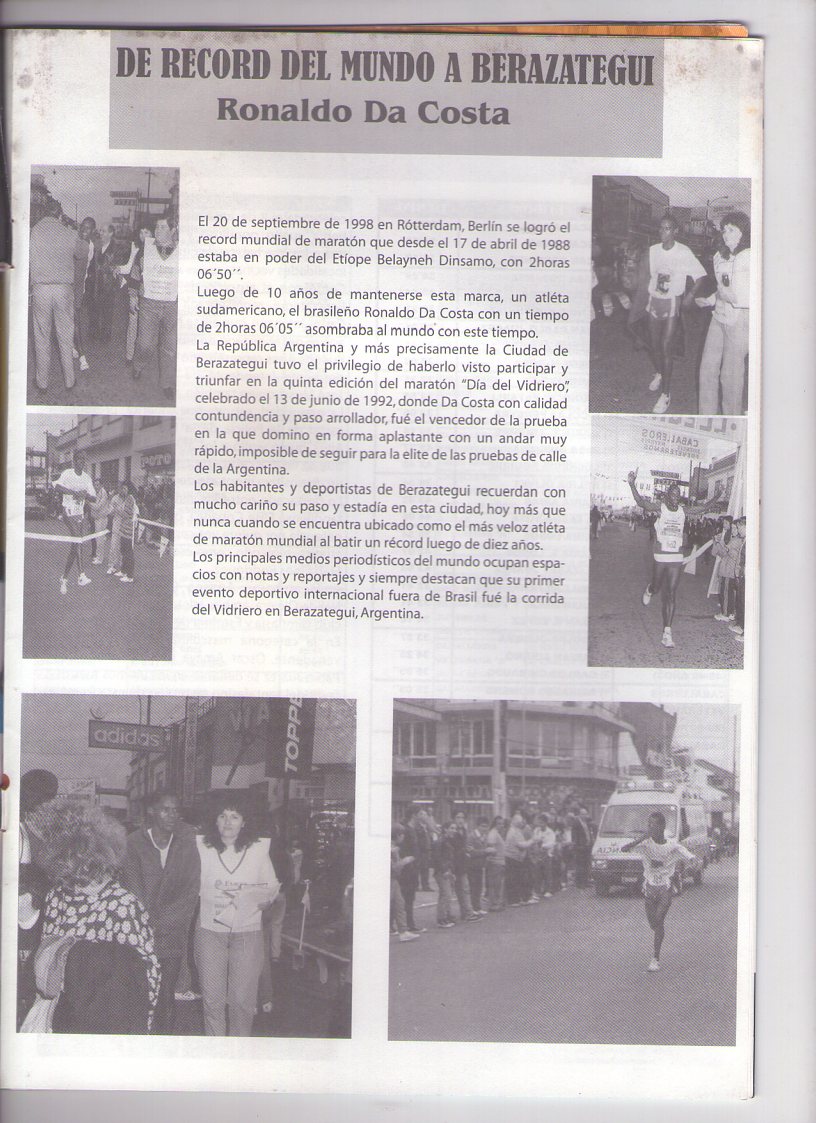 DE RECORD DEL MUNDO A BERAZATEGUI
Ronaldo Da Costa
El 20 de septiembre de 1998 en Rótterdam, Berlín se logró el
record mundial de maratón que desde el 17 de abril de 1988
estaba en poder del Etíope Belayneh Dinsamo, con 2horas
06´50´´.
Luego de 10 años de mantenerse esta marca, un atléta
sudamericano, el brasileño Ronaldo Da Costa con un tiempo
de 2horas 06´05´´ asombraba al mundo con este tiempo.
La República Argentina y más precisamente la Ciudad de
Berazategui tuvo el privilegio de haberlo visto participar y
triunfar en la quinta edición del maratón “Día del Vidriero”,
celebrado el 13 de junio de 1992, donde Da Costa con calidad
contundencia y paso arrollador, fué el vencedor de la prueba
en la que domino en forma aplastante con un andar muy
rápido, imposible de seguir para la elite de las pruebas de calle
de la Argentina.
Los habitantes y deportistas de Berazategui recuerdan con
mucho cariño su paso y estadía en esta ciudad, hoy más que
nunca cuando se encuentra ubicado como el más veloz atléta
de maratón mundial al batir un récord luego de diez años.
Los principales medios periodísticos del mundo ocupan espa-
cios con notas y reportajes y siempre destacan que su primer
evento deportivo internacional fuera de Brasil fué la corrida
del Vidriero en Berazategui, Argentina.
CABALLEROS
adidas
TOPPE